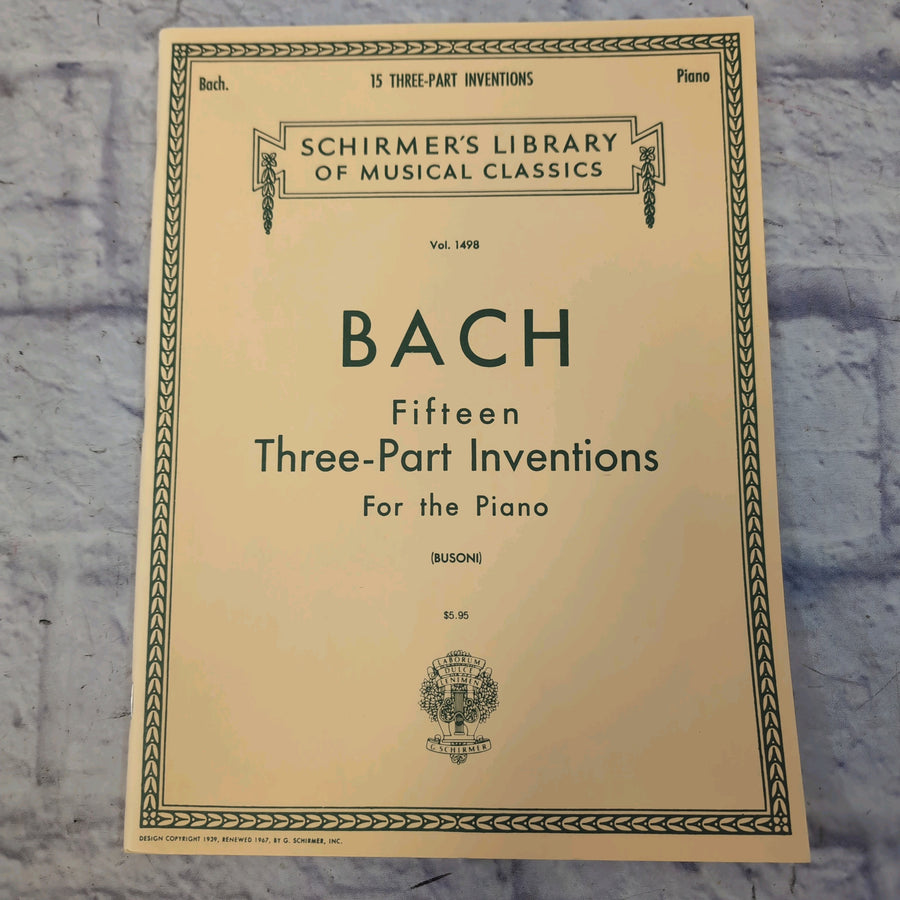 Bach.
15 THREE-PART INVENTIONS
Piano
SCHIRMER'S LIBRARY
OF MUSICAL CLASSICS
Vol. 1498
BACH
Fifteen
Three-Part Inventions
For the Piano
(BUSONI)
$5.95
LABORUM
DULCE
LENIMEN
G. SCHIRMER
DESIGN COPYRIGHT 1939, RENEWED 1967, BY G. SCHIRMER, INC.